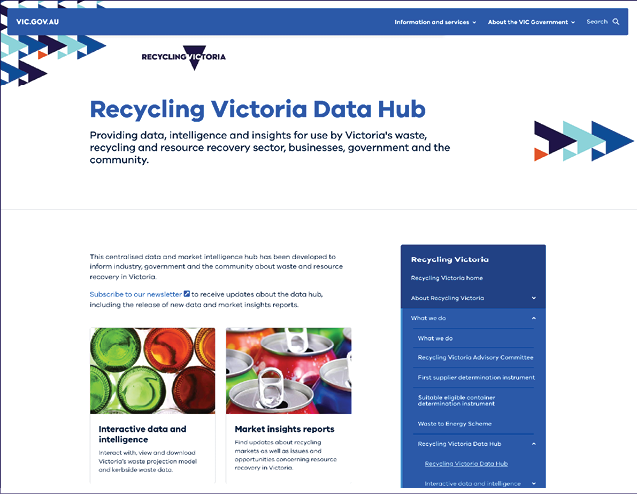 VIC.GOV.AU
Information and services
About the VIC Government
Search
RECYCLING VICTORIA
Recycling Victoria Data Hub
Providing data, intelligence and insights for use by Victoria's waste,
recycling and resource recovery sector, businesses, government and the
community.
This centralised data and market intelligence hub has been developed to
inform industry, government and the community about waste and resource
recovery in Victoria.
Subscribe to our newsletter to receive updates about the data hub,
including the release of new data and market insights reports.
Interactive data and
intelligence
Interact with, view and download
Victoria's waste projection model
and kerbside waste data.
Market insights reports
Find updates about recycling
markets as well as issues and
opportunities concerning resource
recovery in Victoria.
Recycling Victoria
Recycling Victoria home
About Recycling Victoria
What we do
What we do
Recycling Victoria Advisory Committee
First supplier determination instrument
Suitable eligible container
determination instrument
Waste to Energy Scheme
Recycling Victoria Data Hub
Recycling Victoria Data Hub
Interactive data and intelligence